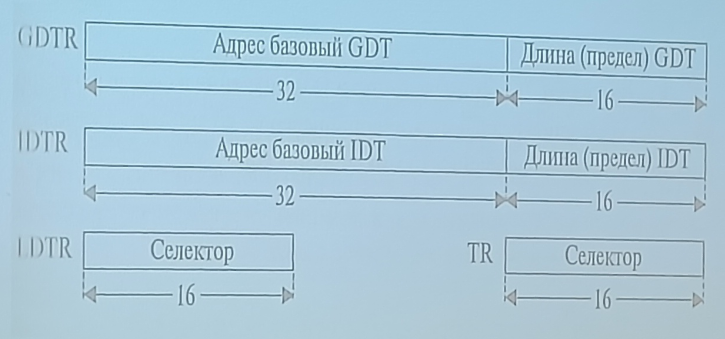 GDTR Адрес базовый GDT Длина (предел) GDT
32 16
IDTR Адрес базовый IDT Длина (предел) IDT
32 16
LDTR Селектор TR Селектор
16 16